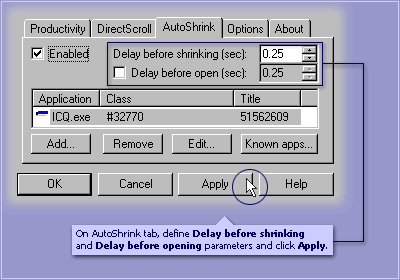 Productivity DirectScroll AutoShrink Options About
Enabled
Delay before shrinking (sec): 0.25
Delay before open (sec): 0.25
Application Class Title
ICQ.exe #32770 51562609
Add... Remove Edit... Known apps...
OK Cancel Apply Help
On AutoShrink tab, define Delay before shrinking
and Delay before opening parameters and click Apply.